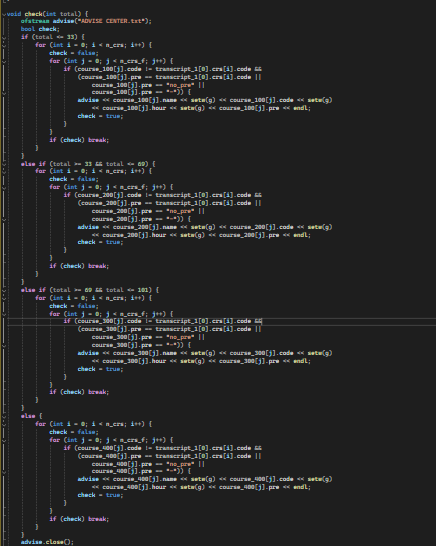 void check(int total) {
ofstream advise("ADVISE CENTER.txt");
bool check;
if (total <= 33) {
for (int i = 0; i < n_crs; i++) {
check = false;
for (int j = 0; j < n_crs_f; j++) {
if (course_100[j].code != transcript_1[0].crs[i].code &&
(course_100[j].pre == transcript_1[0].crs[i].code ||
course_100[j].pre == "no_pre" ||
course_100[j].pre == "-")) {
advise << course_100[j].name << setw(g) << course_100[j].code << setw(g)
<< course_100[j].hour << setw(g) << course_100[j].pre << endl;
check = true;
}
}
if (check) break;
}
}
else if (total >= 33 && total <= 69) {
for (int i = 0; i < n_crs; i++) {
check = false;
for (int j = 0; j < n_crs_f; j++) {
if (course_200[j].code != transcript_1[0].crs[i].code &&
(course_200[j].pre == transcript_1[0].crs[i].code ||
course_200[j].pre == "no_pre" ||
course_200[j].pre == "-")) {
advise << course_200[j].name << setw(g) << course_200[j].code << setw(g)
<< course_200[j].hour << setw(g) << course_200[j].pre << endl;
check = true;
}
}
if (check) break;
}
}
else if (total >= 69 && total <= 101) {
for (int i = 0; i < n_crs; i++) {
check = false;
for (int j = 0; j < n_crs_f; j++) {
if (course_300[j].code != transcript_1[0].crs[i].code &&
(course_300[j].pre == transcript_1[0].crs[i].code ||
course_300[j].pre == "no_pre" ||
course_300[j].pre == "-")) {
advise << course_300[j].name << setw(g) << course_300[j].code << setw(g)
<< course_300[j].hour << setw(g) << course_300[j].pre << endl;
check = true;
}
}
if (check) break;
}
}
else {
for (int i = 0; i < n_crs; i++) {
check = false;
for (int j = 0; j < n_crs_f; j++) {
if (course_400[j].code != transcript_1[0].crs[i].code &&
(course_400[j].pre == transcript_1[0].crs[i].code ||
course_400[j].pre == "no_pre" ||
course_400[j].pre == "-")) {
advise << course_400[j].name << setw(g) << course_400[j].code << setw(g)
<< course_400[j].hour << setw(g) << course_400[j].pre << endl;
check = true;
}
}
if (check) break;
}
}
advise.close();